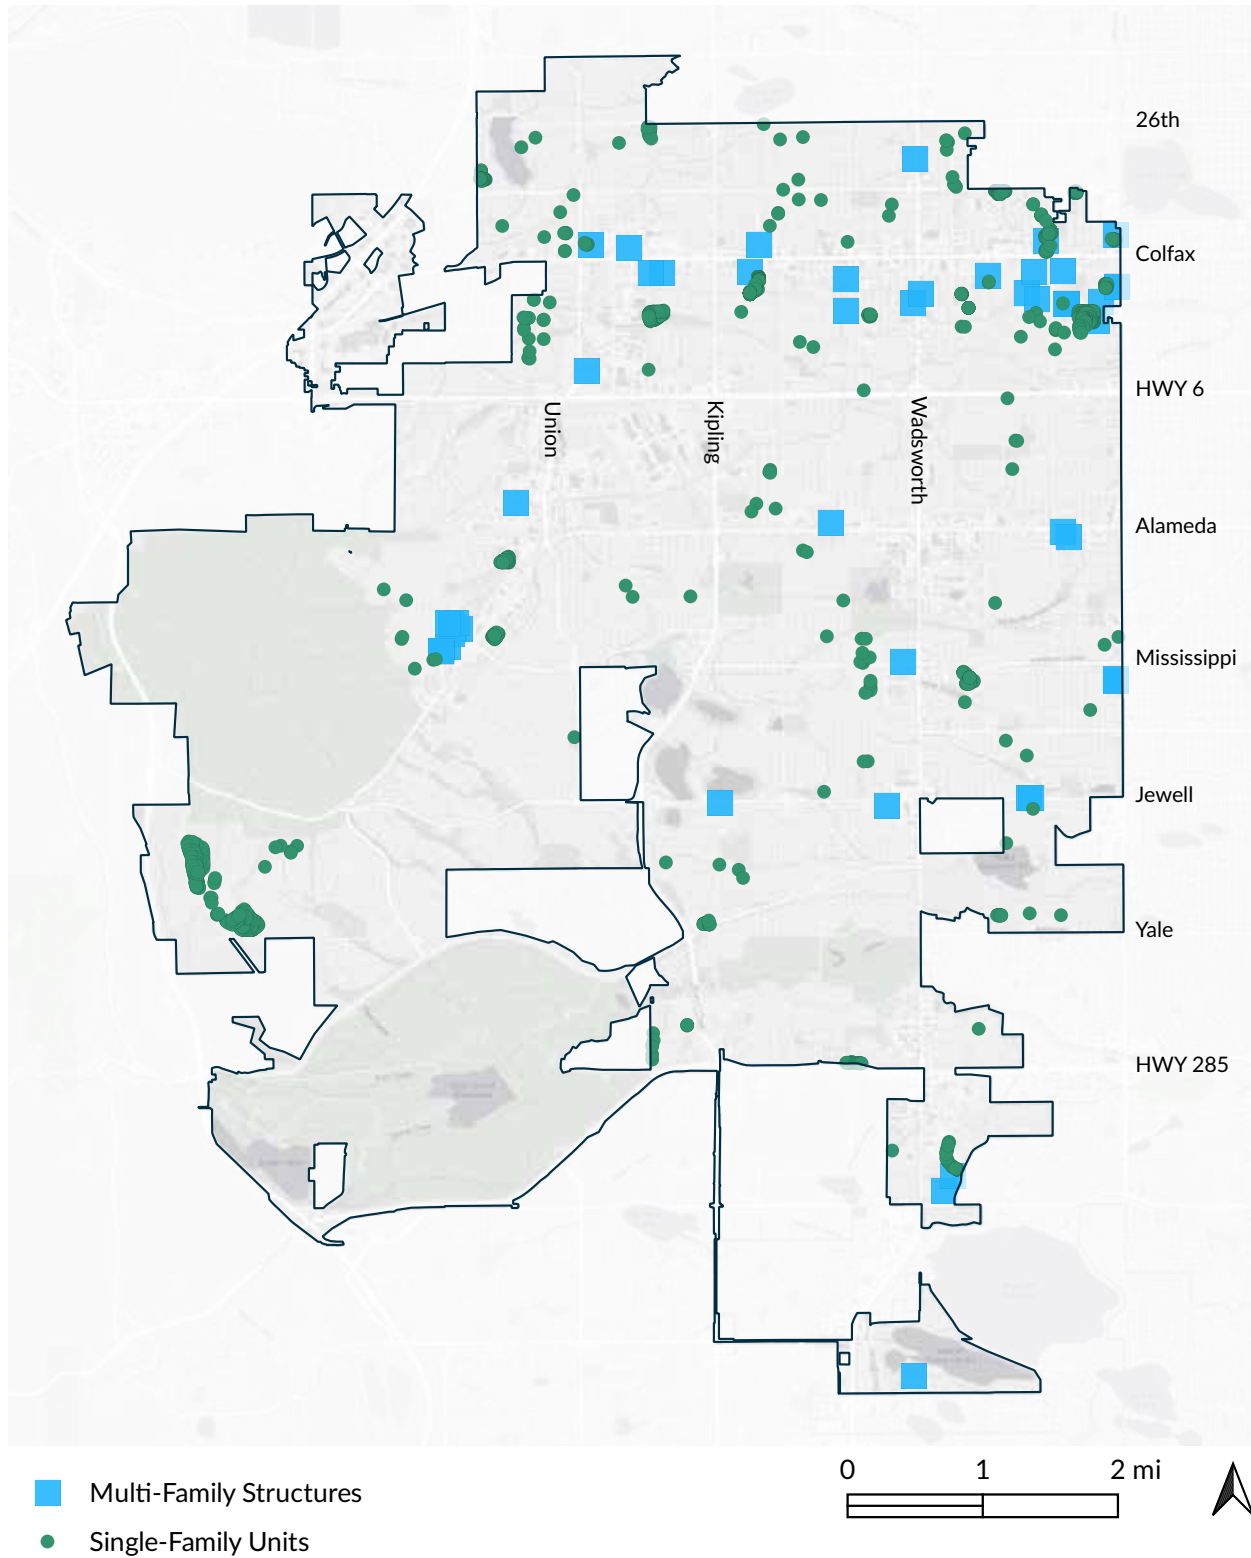 26th
Colfax
HWY 6
Union
Kipling
Wadsworth
Alameda
Mississippi
Jewell
Yale
HWY 285
0 1 2 mi
Multi-Family Structures
Single-Family Units